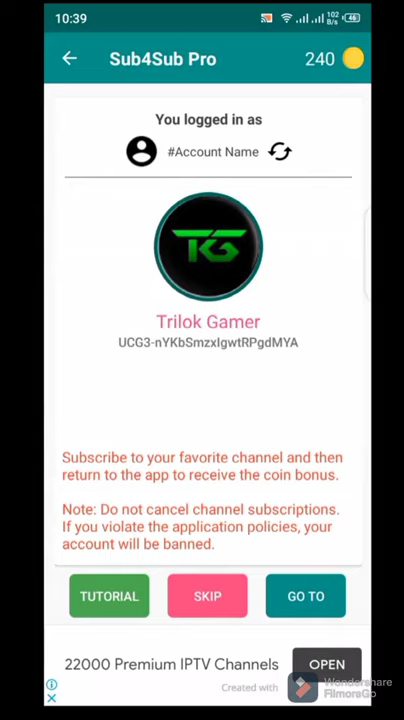 10:39
102
B/s
46
Sub4Sub Pro
240
You logged in as
#Account Name
TKG
Trilok Gamer
UCG3-nYKbSmzxIgwtRPgdMYA
Subscribe to your favorite channel and then
return to the app to receive the coin bonus.
Note: Do not cancel channel subscriptions.
If you violate the application policies, your
account will be banned.
TUTORIAL
SKIP
GO TO
22000 Premium IPTV Channels
OPEN
Created with
Wondershare
FilmoraGo